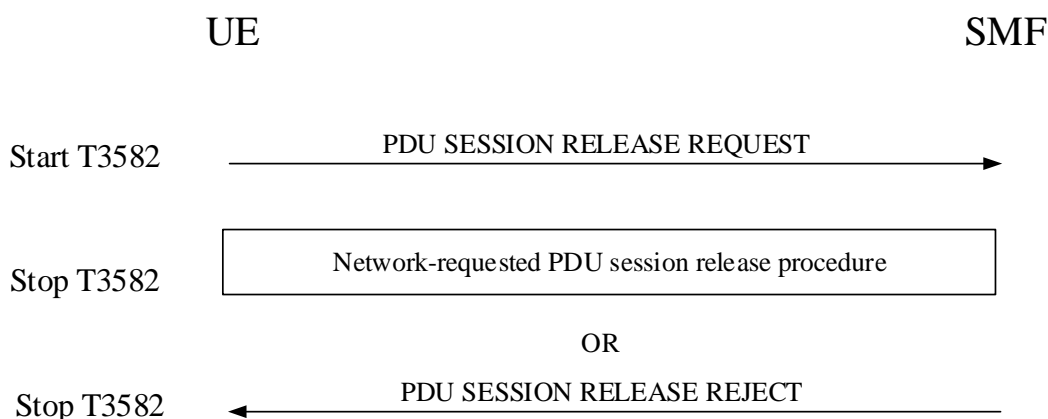 UE SMF
Start T3582 PDU SESSION RELEASE REQUEST
Stop T3582 Network-requested PDU session release procedure
OR
Stop T3582 PDU SESSION RELEASE REJECT